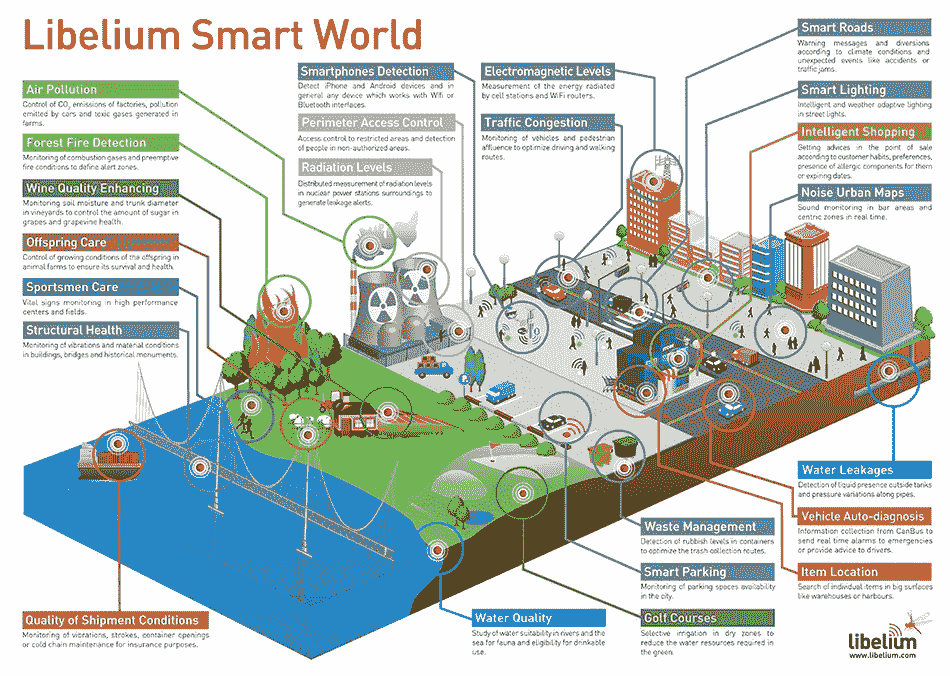 Libelium Smart World
Air Pollution
Control of CO2 emissions of factories, pollution
emitted by cars and toxic gases generated in
farms.
Forest Fire Detection
Monitoring of combustion gases and preemptive
fire conditions to define alert zones.
Wine Quality Enhancing
Monitoring soil moisture and trunk diameter
in vineyards to control the amount of sugar in
grapes and grapevine health.
Offspring Care
Control of growing conditions of the offspring in
animal farms to ensure its survival and health.
Sportsmen Care
Vital signs monitoring in high performance
centers and fields.
Structural Health
Monitoring of vibrations and material conditions
in buildings, bridges and historical monuments.
Quality of Shipment Conditions
Monitoring of vibrations, strokes, container openings
or cold chain maintenance for insurance purposes.
Smartphones Detection
Detect iPhone and Android devices and in
general any device which works with Wifi or
Bluetooth interfaces.
Perimeter Access Control
Access control to restricted areas and detection
of people in non-authorized areas.
Radiation Levels
Distributed measurement of radiation levels
in nuclear power stations surroundings to
generate leakage alerts.
Electromagnetic Levels
Measurement of the energy radiated
by cell stations and WiFi routers.
Traffic Congestion
Monitoring of vehicles and pedestrian
affluence to optimize driving and walking
routes.
Smart Roads
Warning messages and diversions
according to climate conditions and
unexpected events like accidents or
traffic jams.
Smart Lighting
Intelligent and weather adaptive lighting
in street lights.
Intelligent Shopping
Getting advices in the point of sale
according to customer habits, preferences,
presence of allergic components for them
or expiring dates.
Noise Urban Maps
Sound monitoring in bar areas and
centric zones in real time.
Water Leakages
Detection of liquid presence outside tanks
and pressure variations along pipes.
Vehicle Auto-diagnosis
Information collection from CanBus to
send real time alarms to emergencies
or provide advice to drivers.
Item Location
Search of individual items in big surfaces
like warehouses or harbours.
Waste Management
Detection of rubbish levels in containers
to optimize the trash collection routes.
Smart Parking
Monitoring of parking spaces availability
in the city.
Golf Courses
Selective irrigation in dry zones to
reduce the water resources required in
the green.
Water Quality
Study of water suitability in rivers and the
sea for fauna and eligibility for drinkable
use.
libelium
www.libelium.com